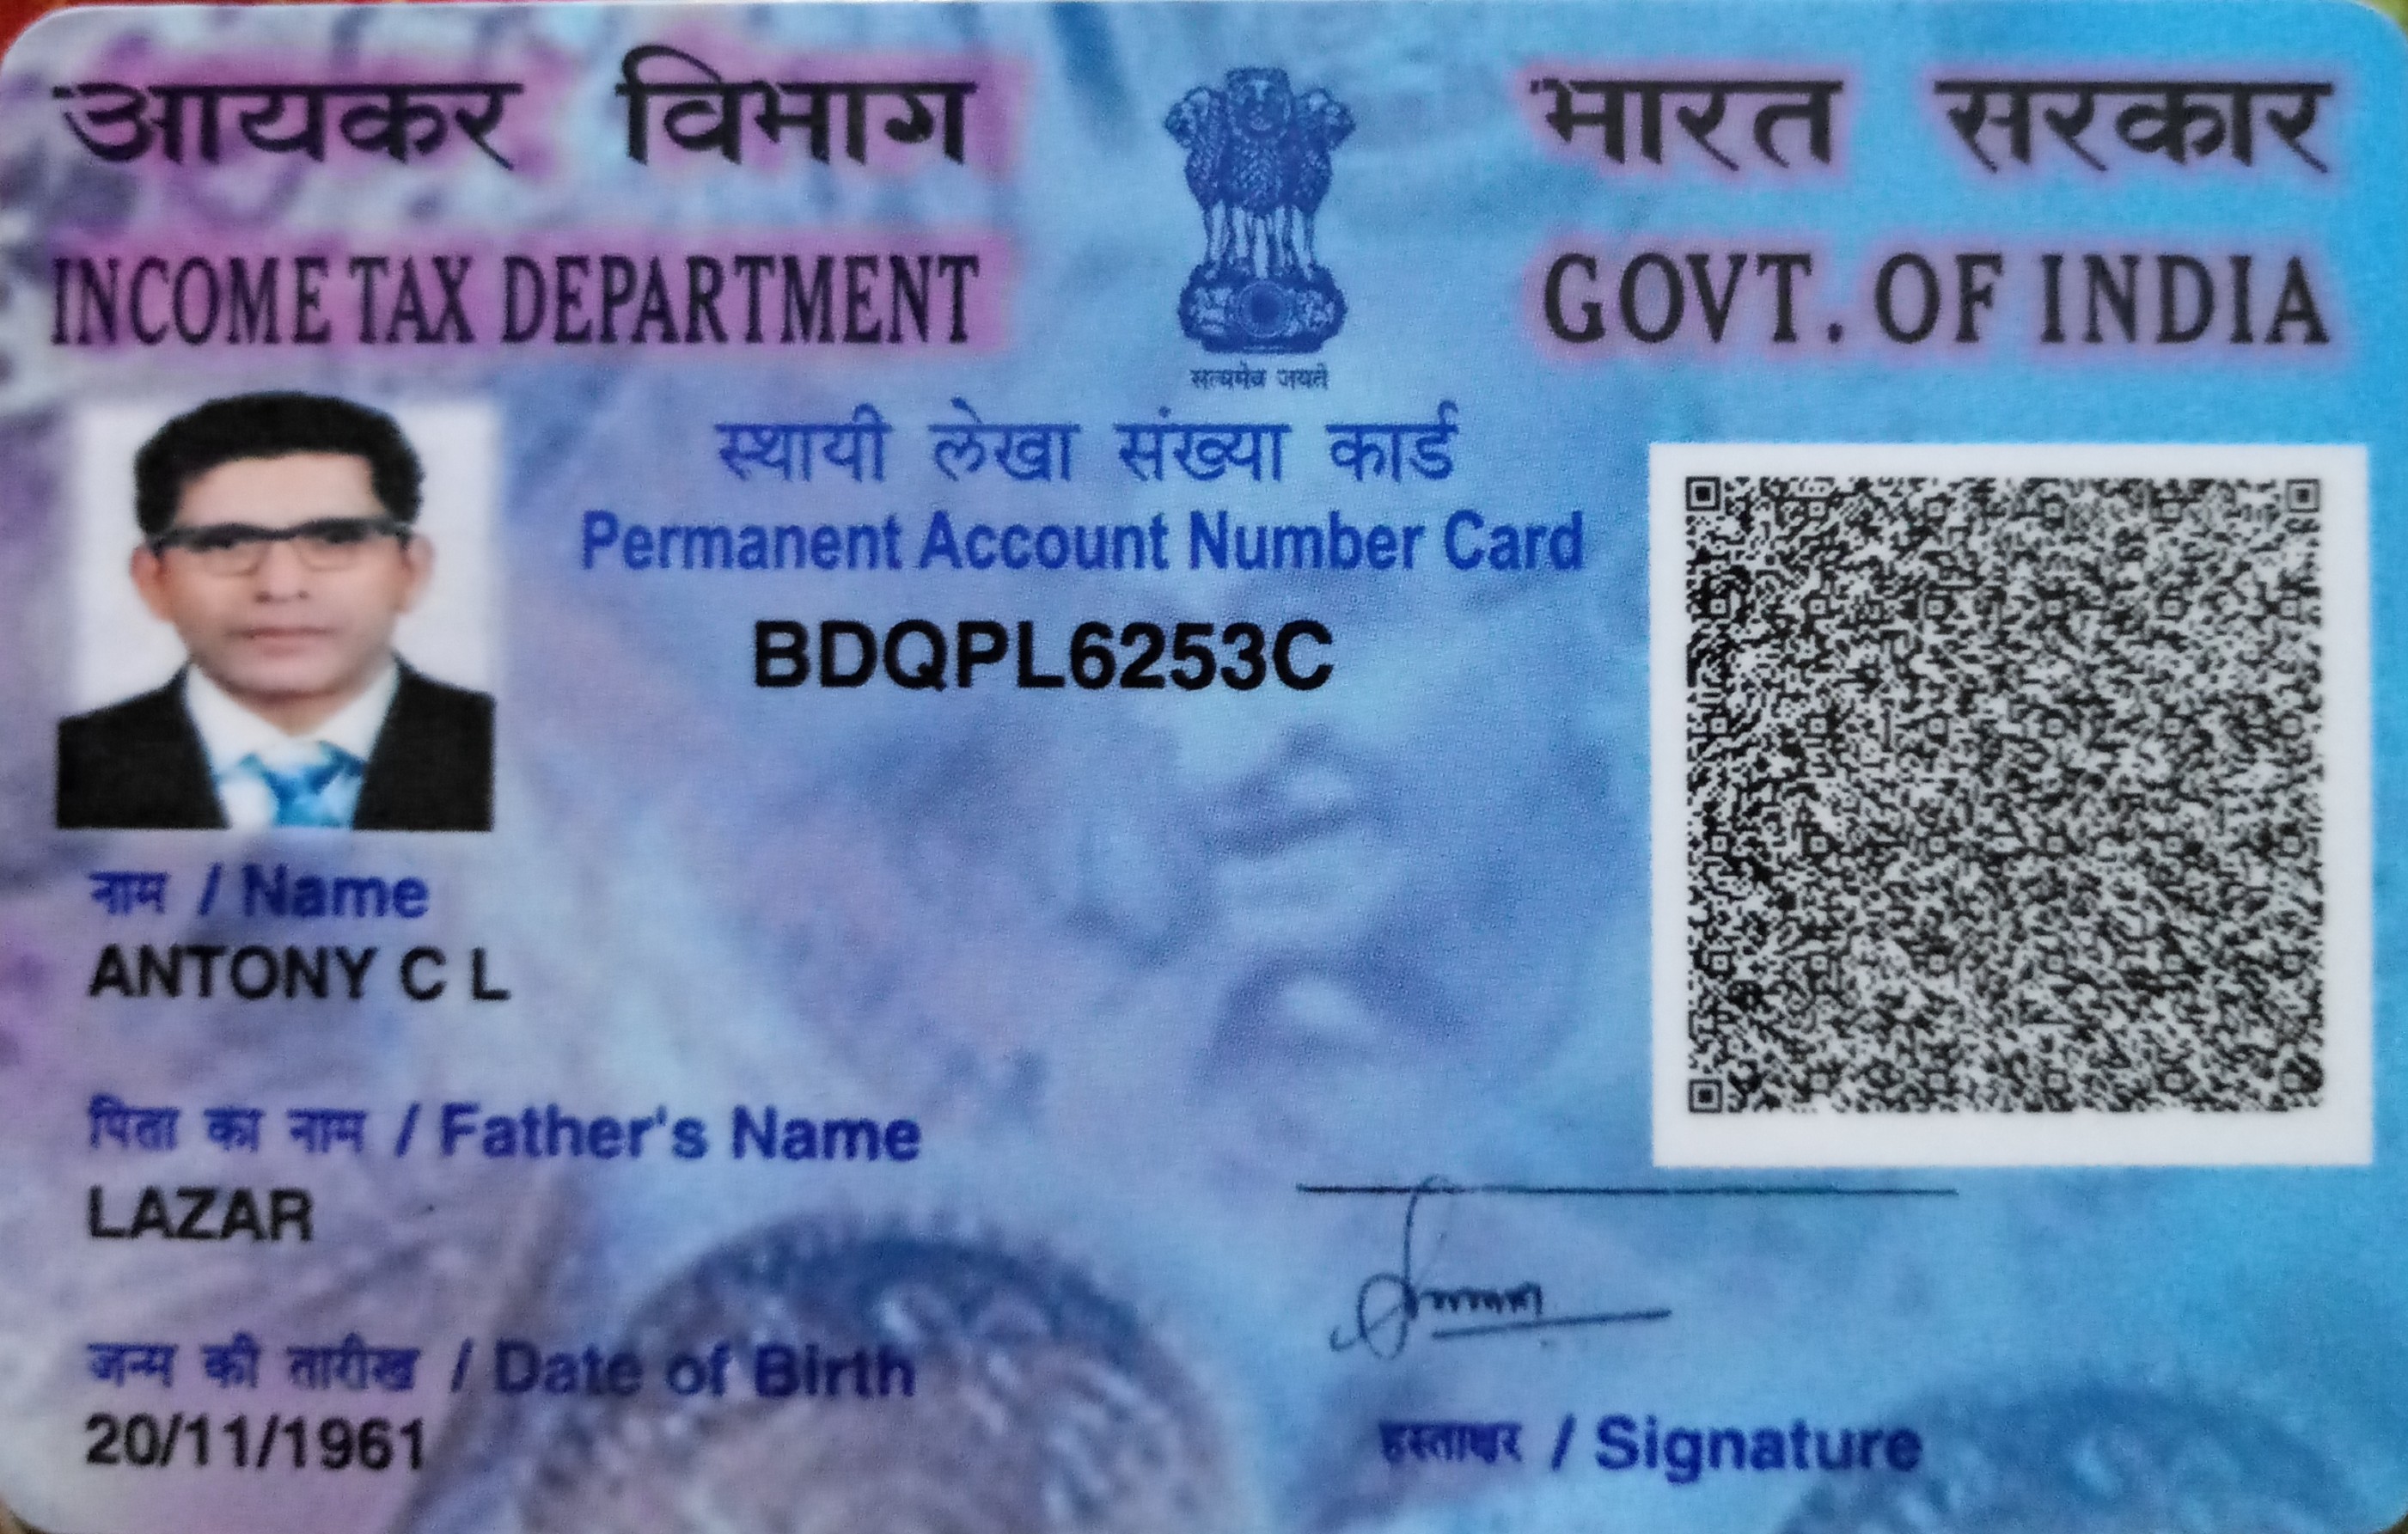 आयकर विभाग
INCOME TAX DEPARTMENT
भारत सरकार
GOVT. OF INDIA
सत्यमेव जयते
स्थायी लेखा संख्या कार्ड
Permanent Account Number Card
BDQPL6253C
नाम / Name
ANTONY C L
पिता का नाम / Father's Name
LAZAR
जन्म की तारीख / Date of Birth
20/11/1961
हस्ताक्षर / Signature